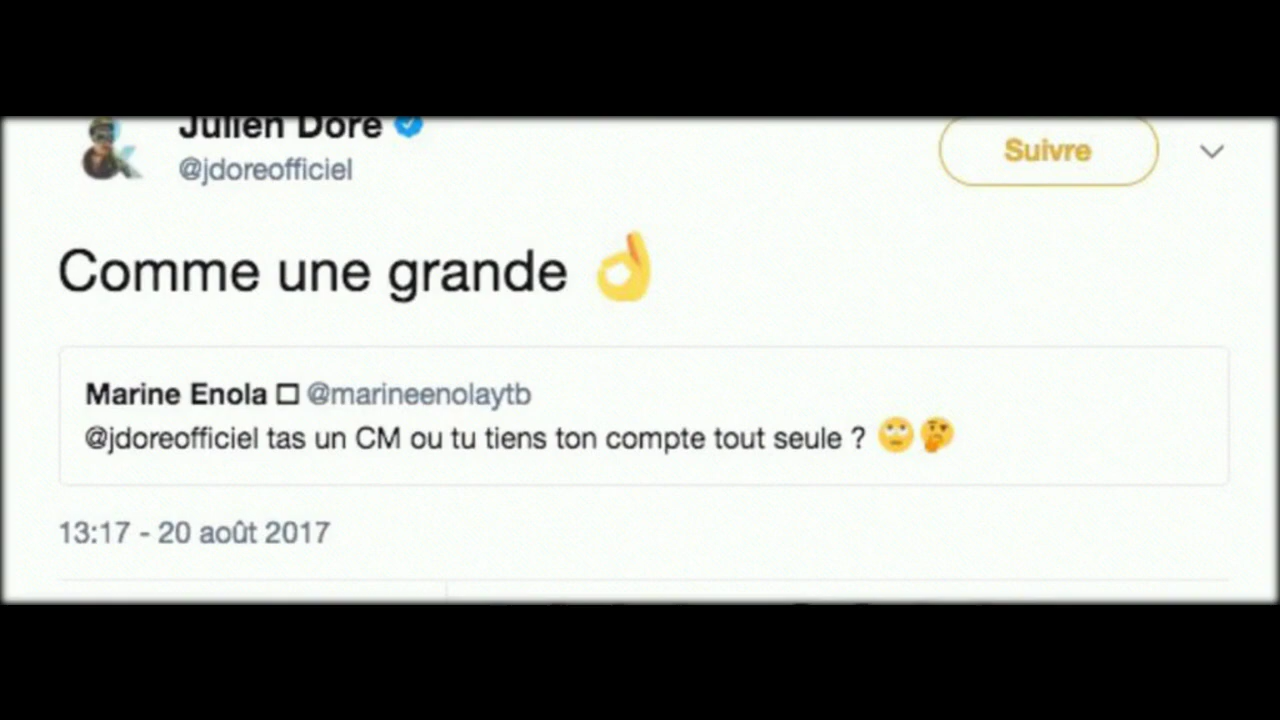 Julien Doré
@jdoreofficiel
Suivre
Comme une grande 👌
Marine Enola □ @marineenolaytb
@jdoreofficiel tas un CM ou tu tiens ton compte tout seule ? 🙄🤔
13:17 - 20 août 2017